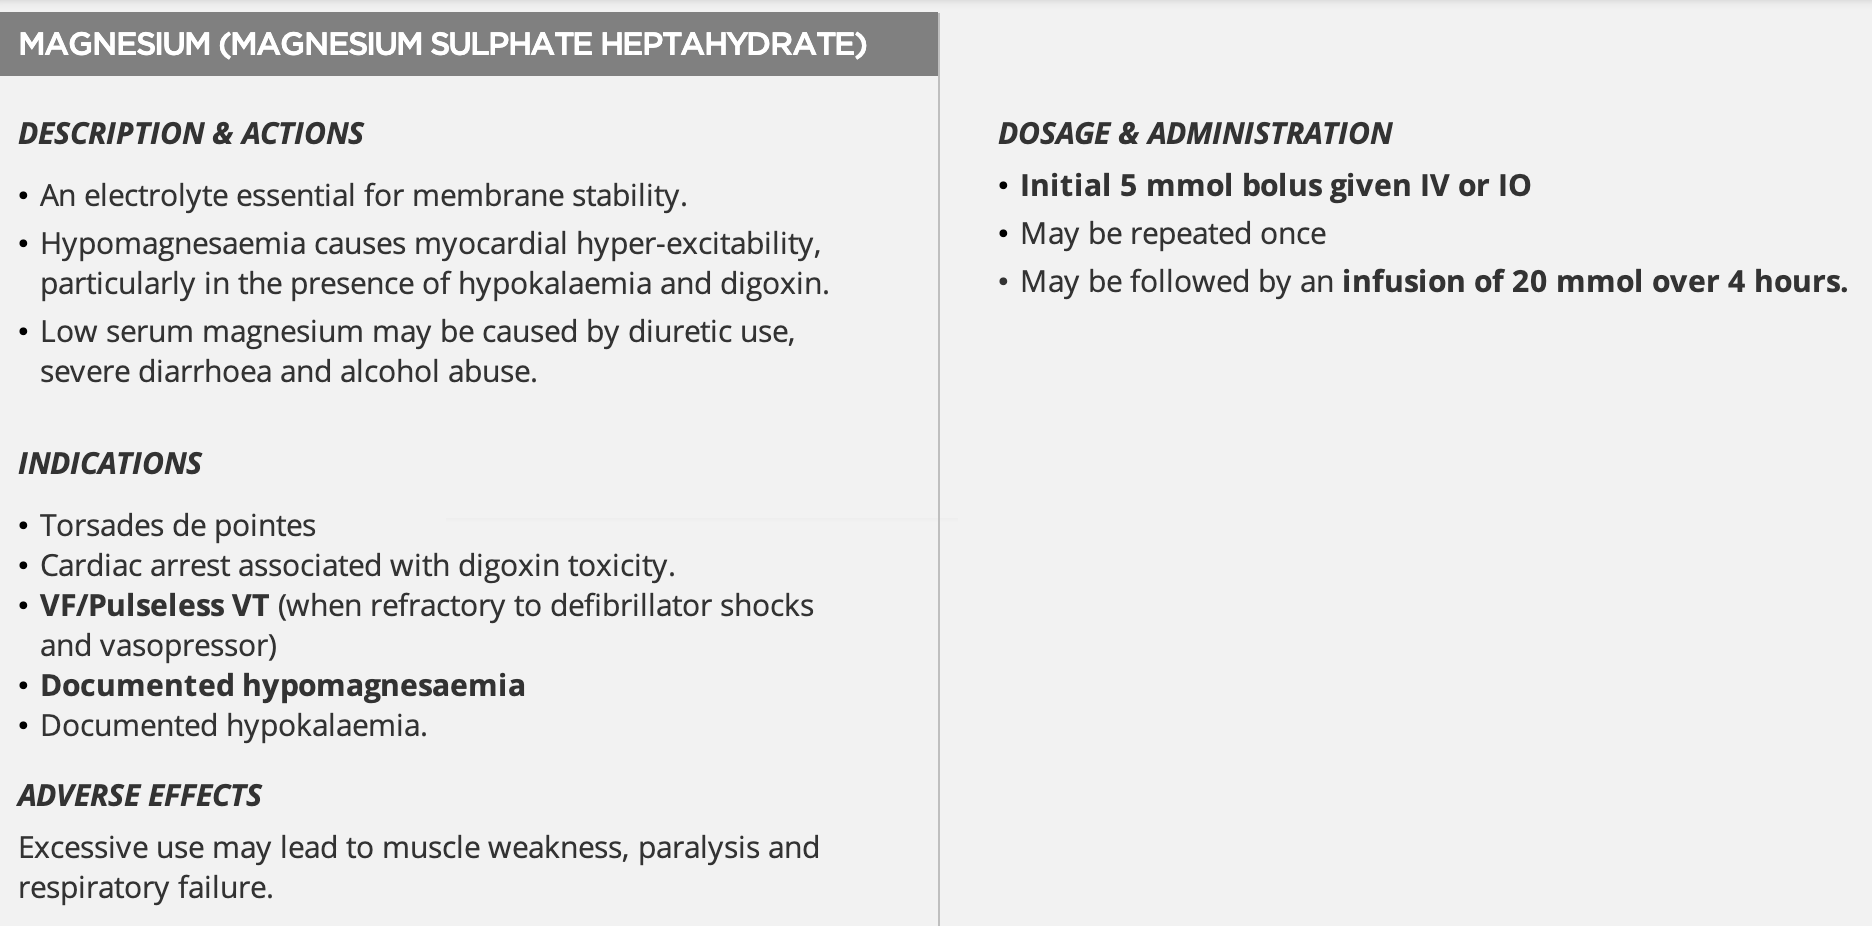 MAGNESIUM (MAGNESIUM SULPHATE HEPTAHYDRATE)
DESCRIPTION & ACTIONS
• An electrolyte essential for membrane stability.
• Hypomagnesaemia causes myocardial hyper-excitability,
particularly in the presence of hypokalaemia and digoxin.
• Low serum magnesium may be caused by diuretic use,
severe diarrhoea and alcohol abuse.
INDICATIONS
• Torsades de pointes
• Cardiac arrest associated with digoxin toxicity.
• VF/Pulseless VT (when refractory to defibrillator shocks
and vasopressor)
• Documented hypomagnesaemia
• Documented hypokalaemia.
ADVERSE EFFECTS
Excessive use may lead to muscle weakness, paralysis and
respiratory failure.
DOSAGE & ADMINISTRATION
• Initial 5 mmol bolus given IV or IO
• May be repeated once
• May be followed by an infusion of 20 mmol over 4 hours.